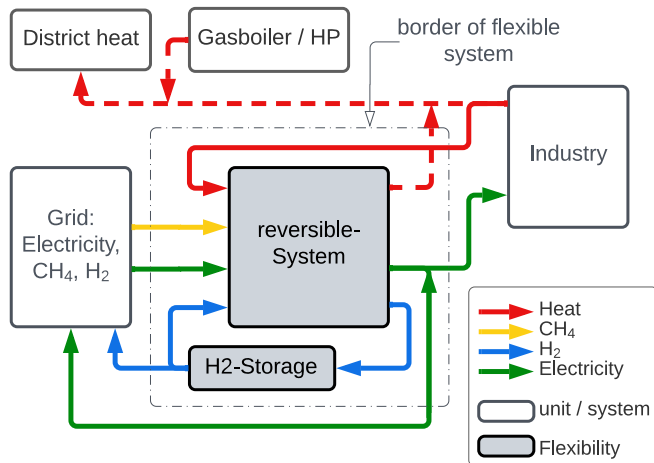 District heat
Gasboiler / HP
border of flexible
system
Industry
Grid:
Electricity,
CH₄, H₂
reversible-
System
H2-Storage
Heat
CH₄
H₂
Electricity
unit / system
Flexibility